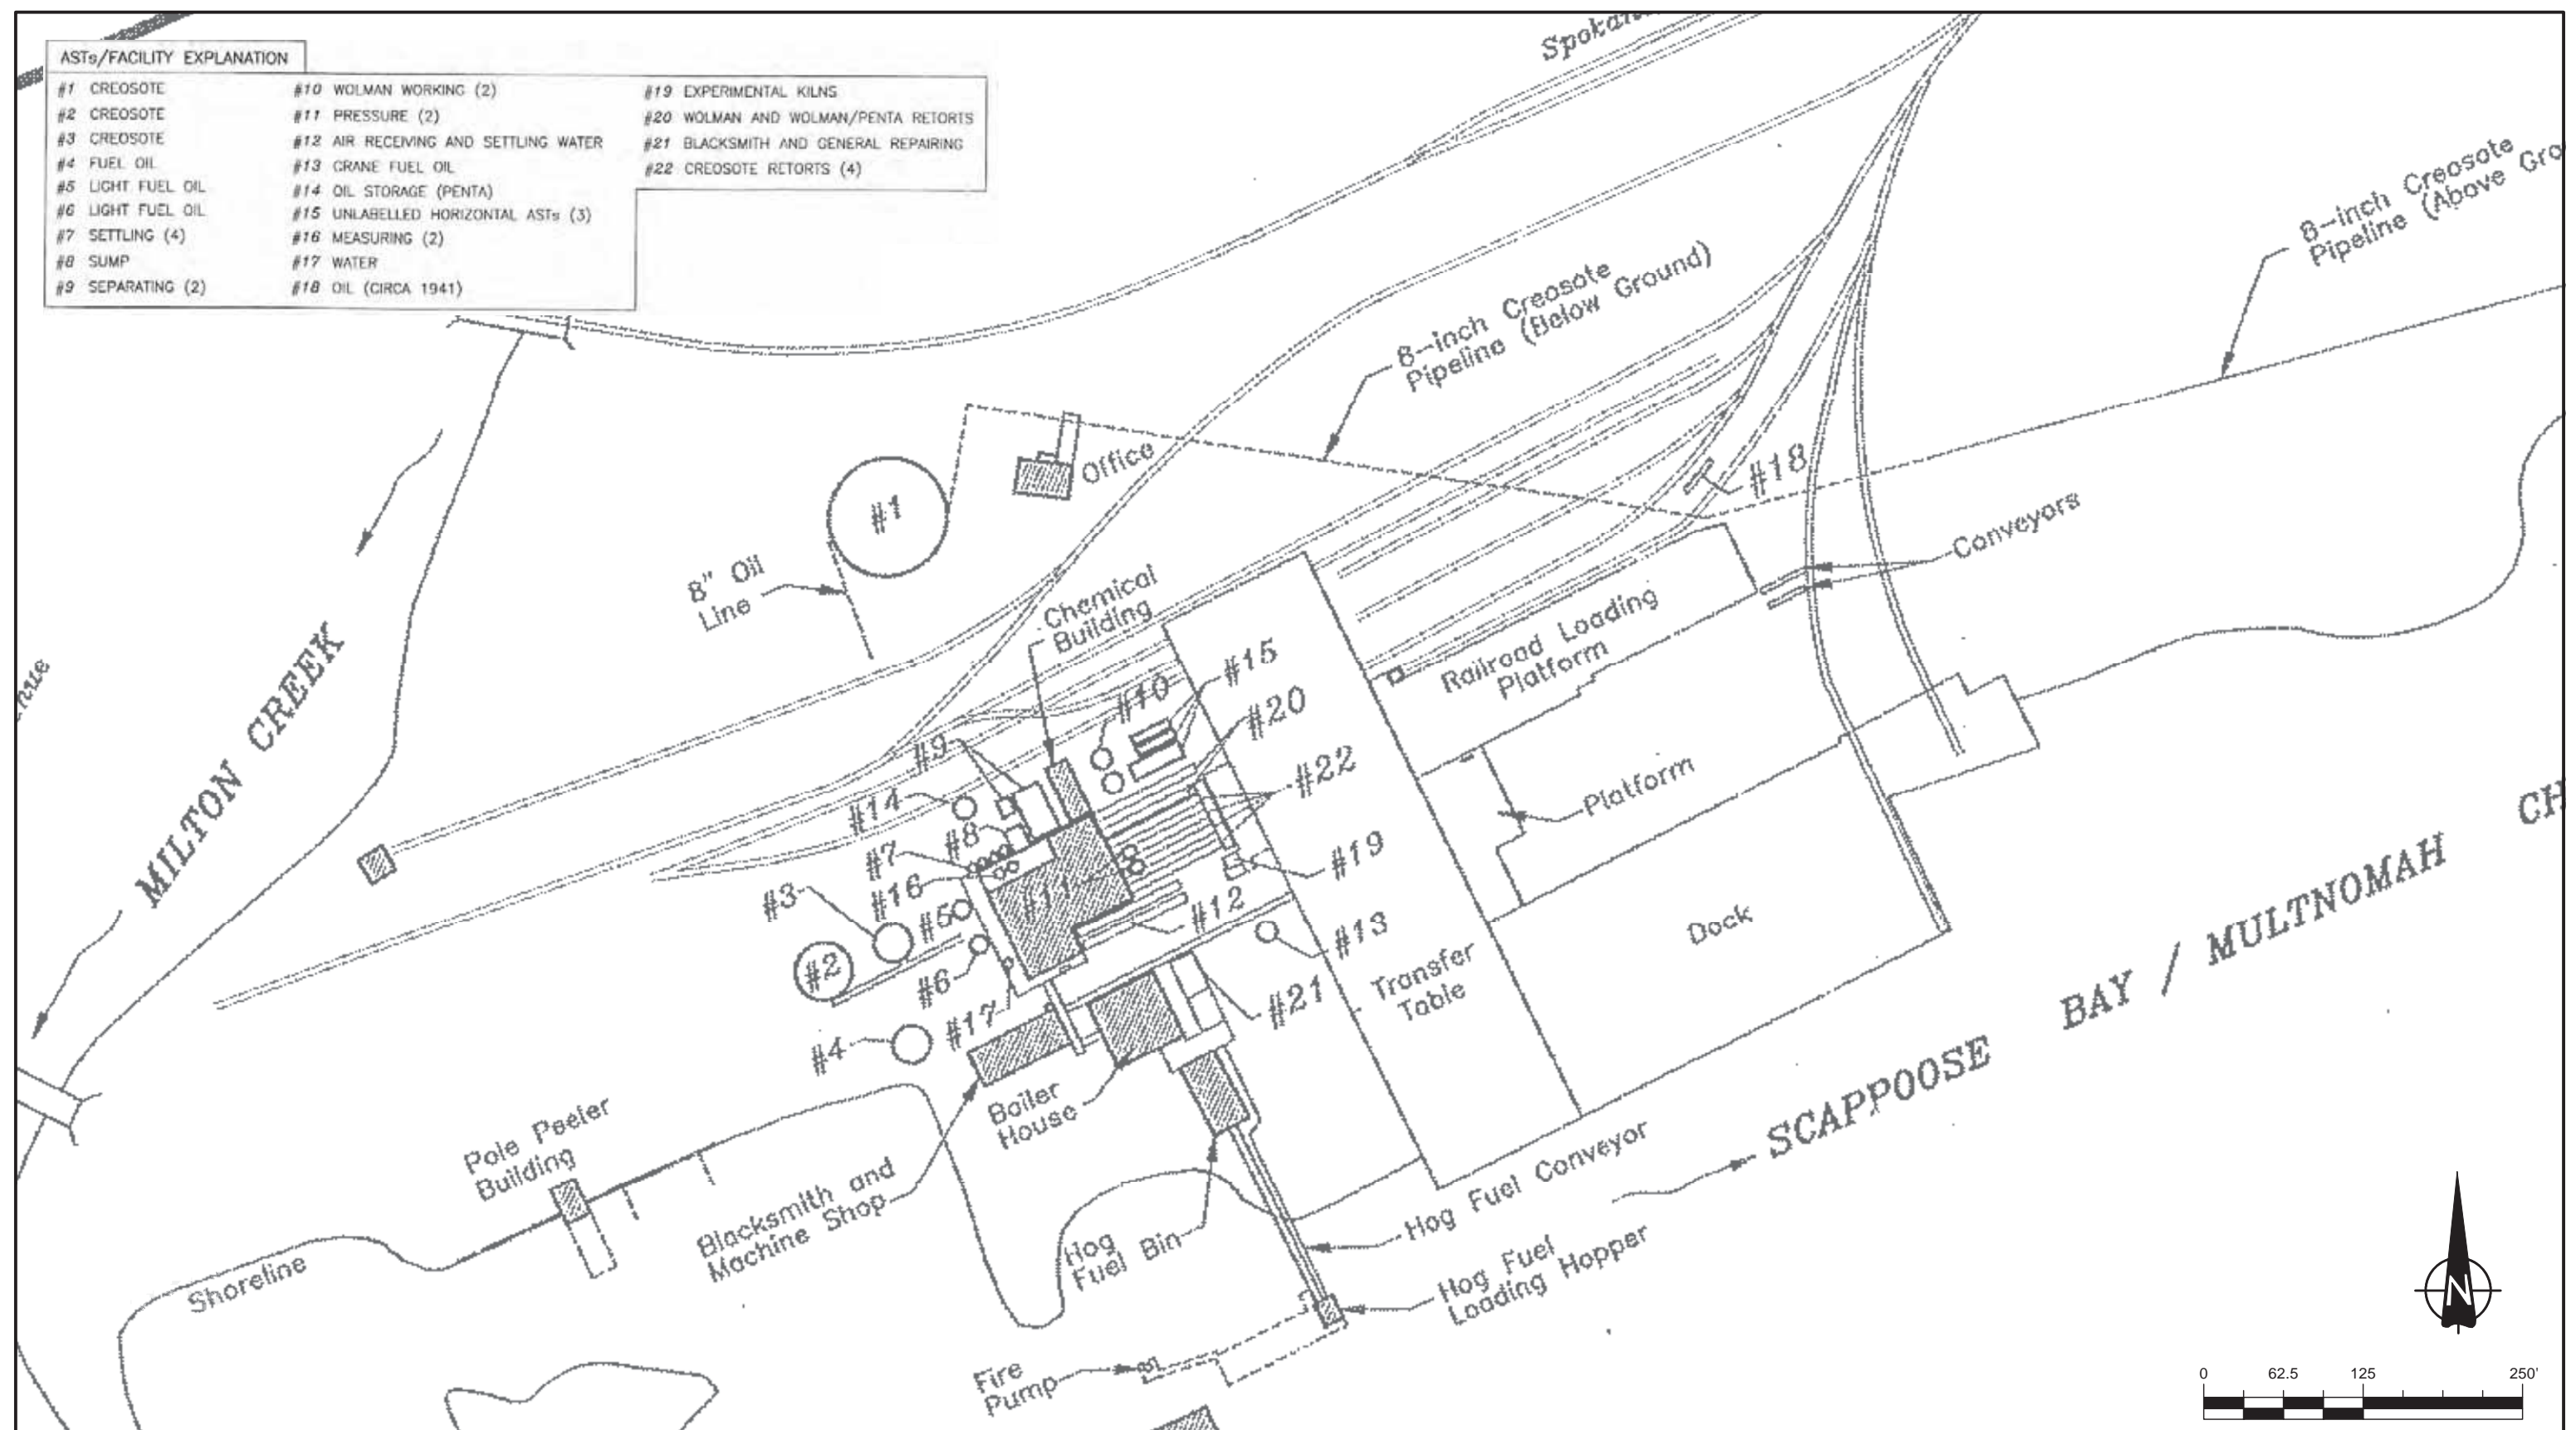 ASTs/FACILITY EXPLANATION
#1 CREOSOTE
#2 CREOSOTE
#3 CREOSOTE
#4 FUEL OIL
#5 LIGHT FUEL OIL
#6 LIGHT FUEL OIL
#7 SETTLING (4)
#8 SUMP
#9 SEPARATING (2)
#10 WOLMAN WORKING (2)
#11 PRESSURE (2)
#12 AIR RECEIVING AND SETTLING WATER
#13 CRANE FUEL OIL
#14 OIL STORAGE (PENTA)
#15 UNLABELLED HORIZONTAL ASTs (3)
#16 MEASURING (2)
#17 WATER
#18 OIL (CIRCA 1941)
#19 EXPERIMENTAL KILNS
#20 WOLMAN AND WOLMAN/PENTA RETORTS
#21 BLACKSMITH AND GENERAL REPAIRING
#22 CREOSOTE RETORTS (4)
8-inch Creosote
Pipeline (Above Gro
8-inch Creosote
Pipeline (Below Ground)
Office
#1
#18
8" Oil
Line
Conveyors
Chemical
Building
Railroad Loading
Platform
MILTON CREEK
#15
#10
#20
#9
#22
#14
Platform
#8
#7
#19
#16
#3
#5
#11
#12
#13
Dock
#2
#6
#17
#21
Transfer
Table
#4
SCAPPOOSE BAY / MULTNOMAH CH
Boiler
House
Pole Peeler
Building
Blacksmith and
Machine Shop
Hog Fuel Conveyor
Hog
Fuel Bin
Hog Fuel
Loading Hopper
Shoreline
Fire
Pump
N
0 62.5 125 250'